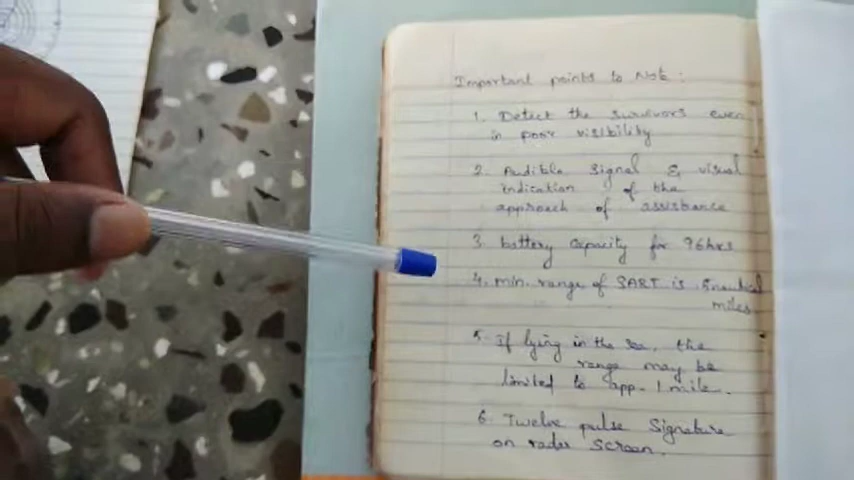 Important points to Note :
1. Detect the survivors even
in poor visibility
2. Audible signal & visual
indication of the
approach of assistance
3. battery capacity for 96hrs
4. min. range of SART is 5nautical
miles
5. If lying in the sea, the
range may be
limited to app. 1 mile.
6. Twelve pulse Signature
on radar Screen.